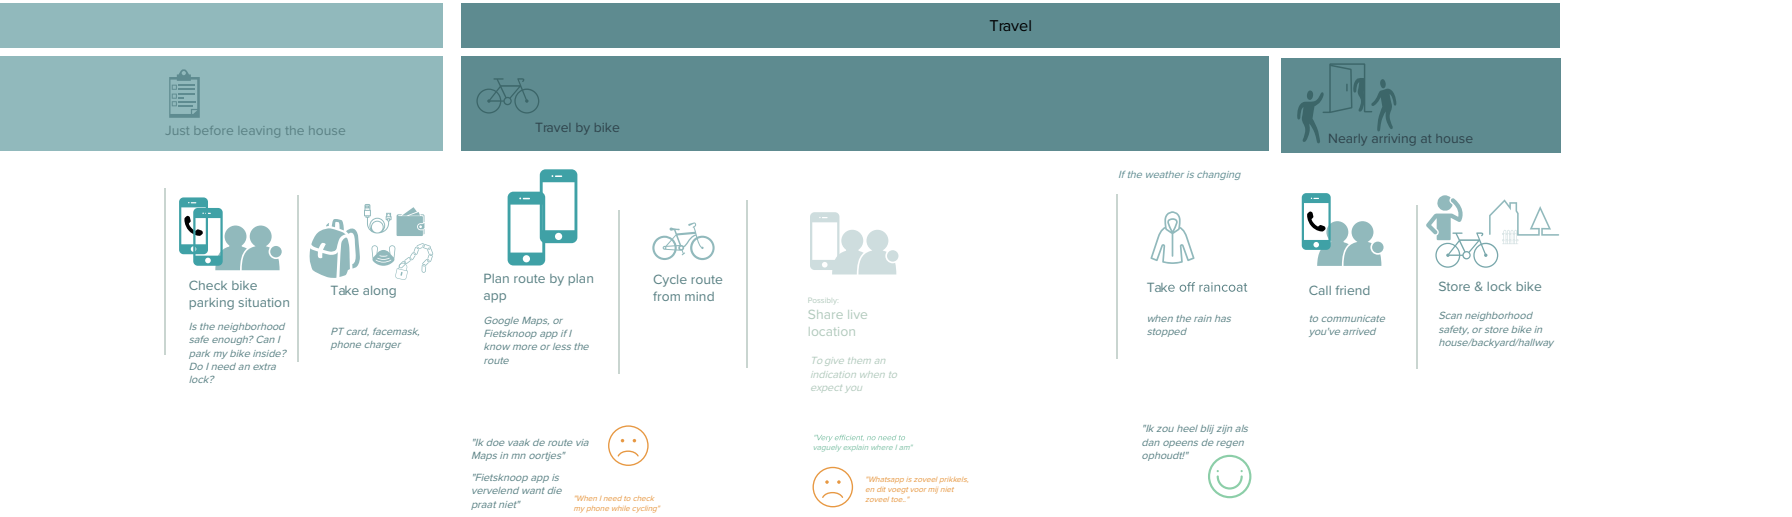 Travel
Just before leaving the house
Travel by bike
Nearly arriving at house
Check bike
parking situation
Is the neighborhood
safe enough? Can I
park my bike inside?
Do I need an extra
lock?
Take along
PT card, facemask,
phone charger
Plan route by plan
app
Google Maps, or
Fietsknoop app if I
know more or less the
route
Cycle route
from mind
Possibly:
Share live
location
To give them an
indication when to
expect you
If the weather is changing
Take off raincoat
when the rain has
stopped
Call friend
to communicate
you've arrived
Store & lock bike
Scan neighborhood
safety, or store bike in
house/backyard/hallway
"Ik doe vaak de route via
Maps in mn oortjes"
"Fietsknoop app is
vervelend want die
praat niet"
"When I need to check
my phone while cycling"
"Very efficient, no need to
vaguely explain where I am"
"Whatsapp is zoveel prikkels,
en dit voegt voor mij niet
zoveel toe.."
"Ik zou heel blij zijn als
dan opeens de regen
ophoudt!"